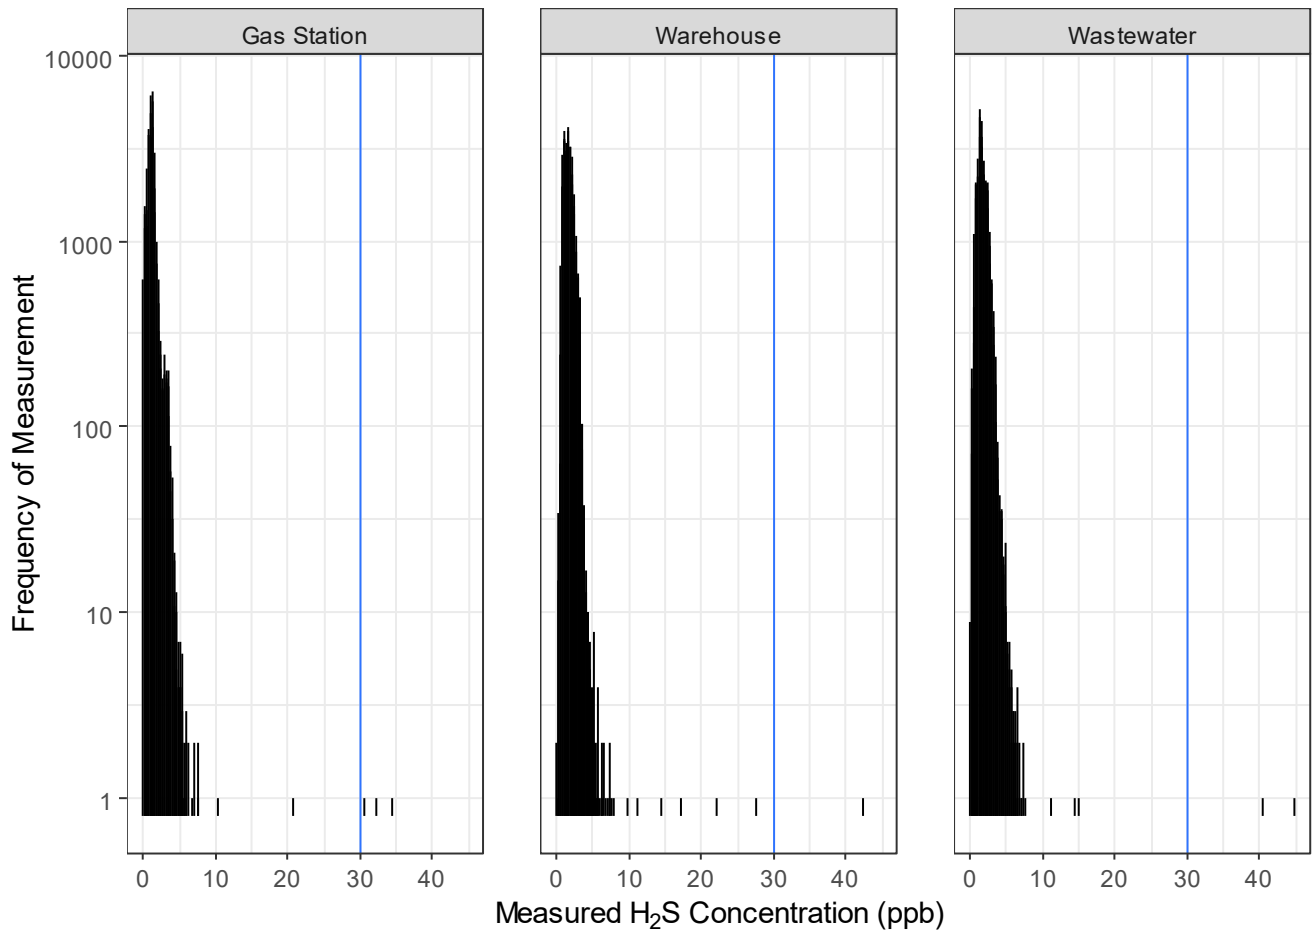 Gas Station Warehouse Wastewater
10000
1000
100
10
1
Frequency of Measurement
0 10 20 30 40 0 10 20 30 40 0 10 20 30 40
Measured H₂S Concentration (ppb)